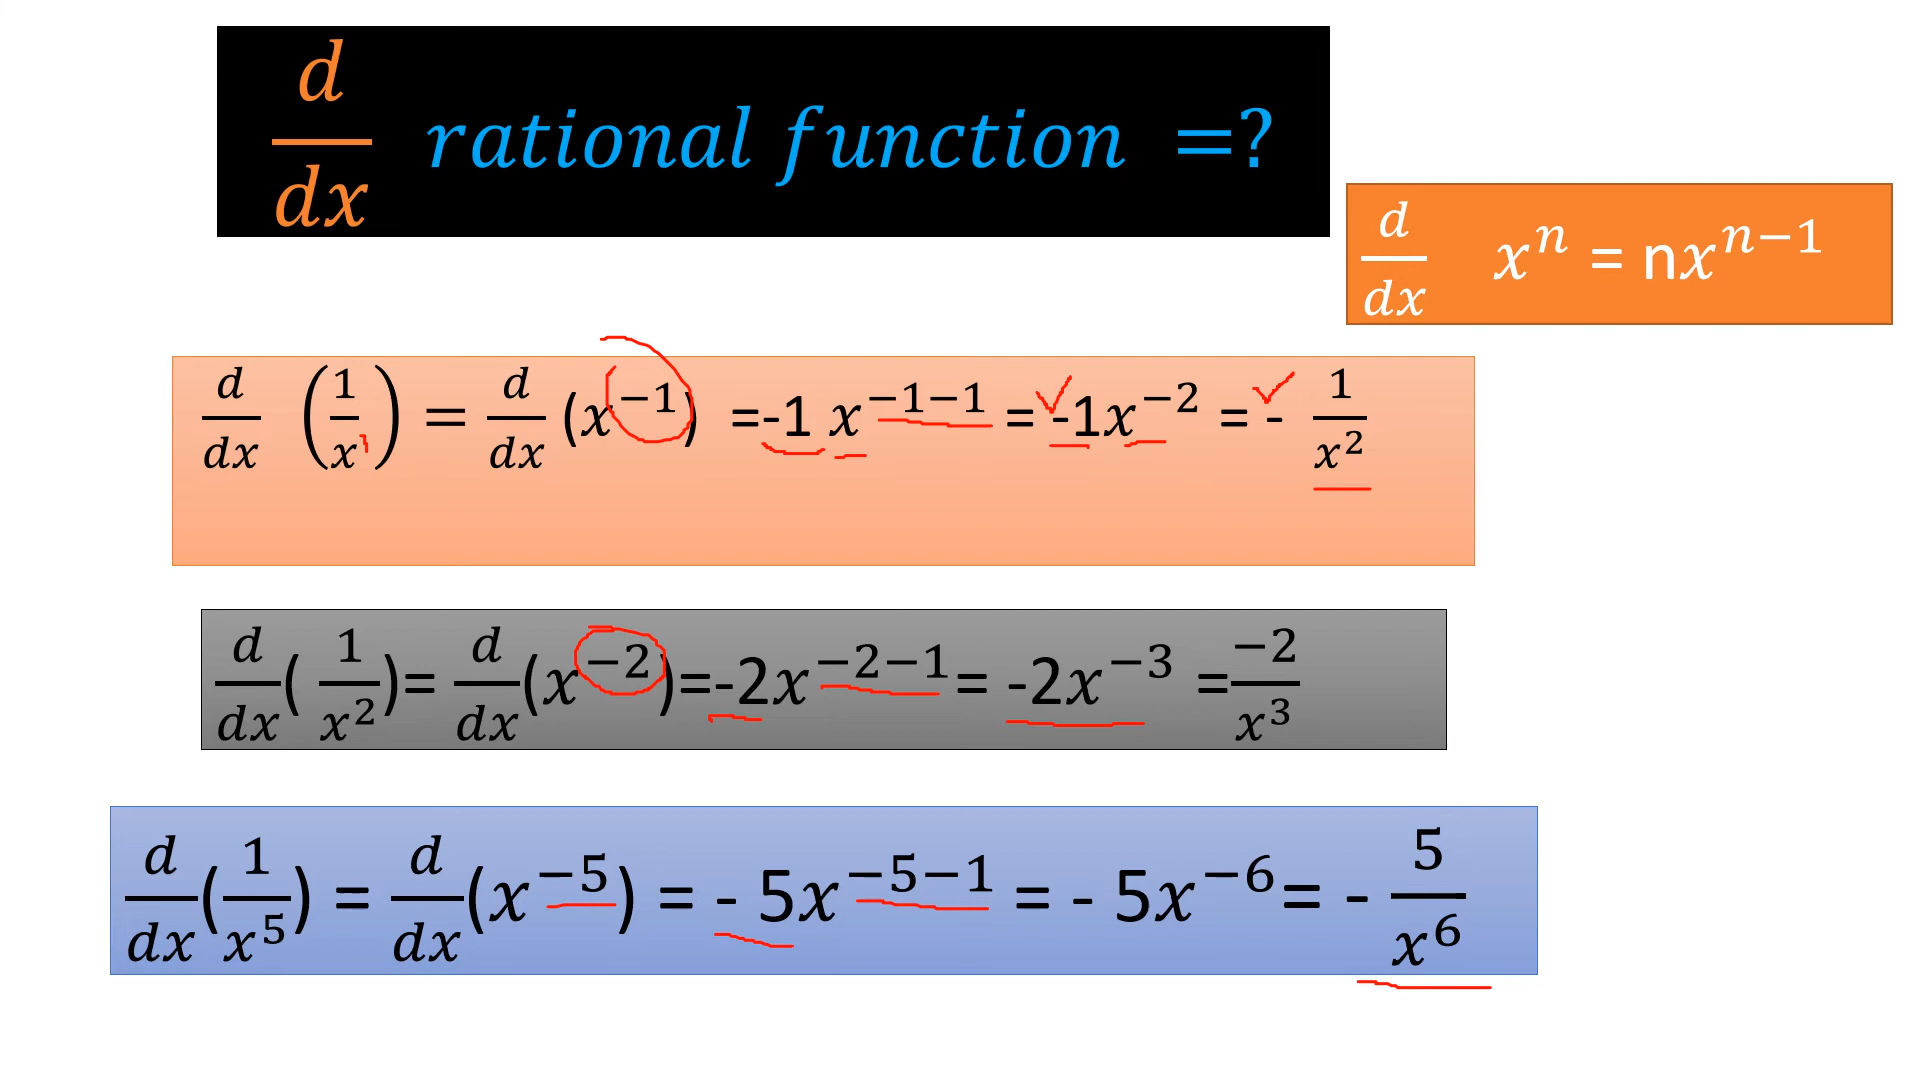 d/dx rational function =?
d/dx x^n = nx^{n−1}
d/dx (1/x) = d/dx (x^{−1}) =-1 x^{−1−1} = -1x^{−2} = - 1/x^2
d/dx( 1/x^2)= d/dx(x^{−2})=-2x^{−2−1}= -2x^{−3} =−2/x^3
d/dx(1/x^5) = d/dx(x^{−5}) = - 5x^{−5−1} = - 5x^{−6}= - 5/x^6